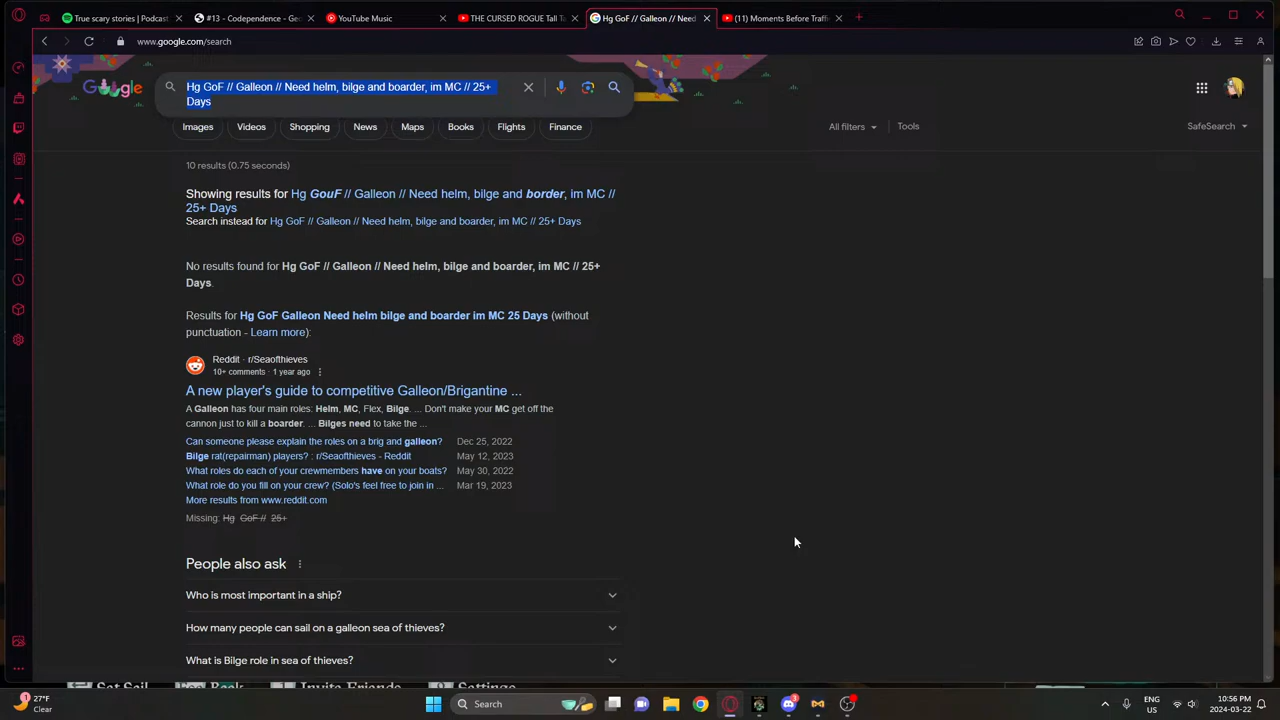 True scary stories | Podcast
#13 - Codependence - Ge
YouTube Music
THE CURSED ROGUE Tall T
Hg GoF // Galleon // Need
(11) Moments Before Traffi
www.google.com/search
Google
Hg GoF // Galleon // Need helm, bilge and boarder, im MC // 25+
Days
Images
Videos
Shopping
News
Maps
Books
Flights
Finance
All filters
Tools
SafeSearch
10 results (0.75 seconds)
Showing results for Hg GouF // Galleon // Need helm, bilge and border, im MC //
25+ Days
Search instead for Hg GoF // Galleon // Need helm, bilge and boarder, im MC // 25+ Days
No results found for Hg GoF // Galleon // Need helm, bilge and boarder, im MC // 25+
Days.
Results for Hg GoF Galleon Need helm bilge and boarder im MC 25 Days (without
punctuation - Learn more):
Reddit · r/Seaofthieves
10+ comments · 1 year ago
A new player's guide to competitive Galleon/Brigantine ...
A Galleon has four main roles: Helm, MC, Flex, Bilge. ... Don't make your MC get off the
cannon just to kill a boarder. ... Bilges need to take the ...
Can someone please explain the roles on a brig and galleon? Dec 25, 2022
Bilge rat(repairman) players? : r/Seaofthieves - Reddit May 12, 2023
What roles do each of your crewmembers have on your boats? May 30, 2022
What role do you fill on your crew? (Solo's feel free to join in ... Mar 19, 2023
More results from www.reddit.com
Missing: Hg GoF // 25+
People also ask
Who is most important in a ship?
How many people can sail on a galleon sea of thieves?
What is Bilge role in sea of thieves?
Set Sail
Invite Friends
Settings
1
27°F
Clear
Search
3
ENG
US
10:56 PM
2024-03-22